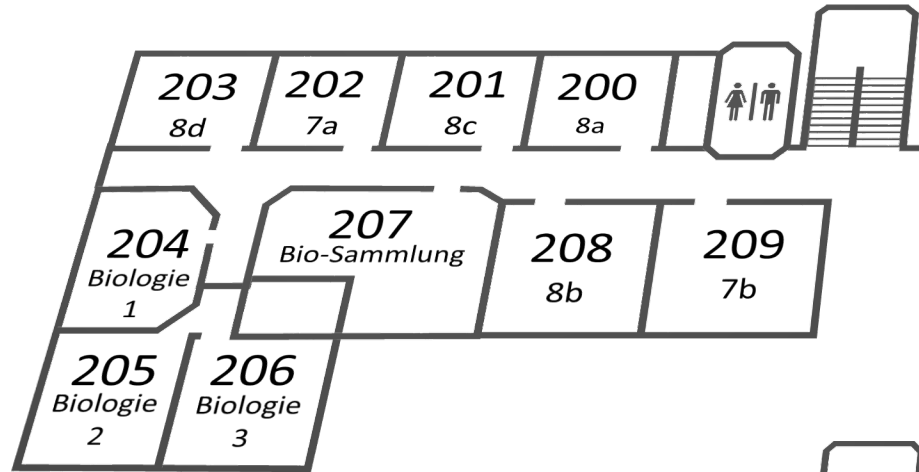 203
8d
202
7a
201
8c
200
8a
204
Biologie
1
207
Bio-Sammlung
208
8b
209
7b
205
Biologie
2
206
Biologie
3